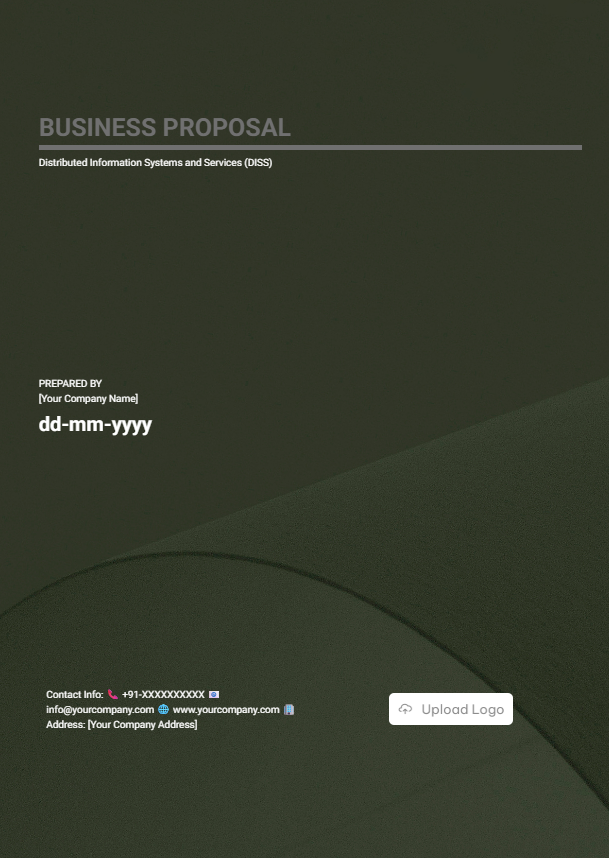 BUSINESS PROPOSAL
Distributed Information Systems and Services (DISS)
PREPARED BY
[Your Company Name]
dd-mm-yyyy
Contact Info: 📞 +91-XXXXXXXXXX 📧
info@yourcompany.com 🌐 www.yourcompany.com 🏢
Address: [Your Company Address]
Upload Logo